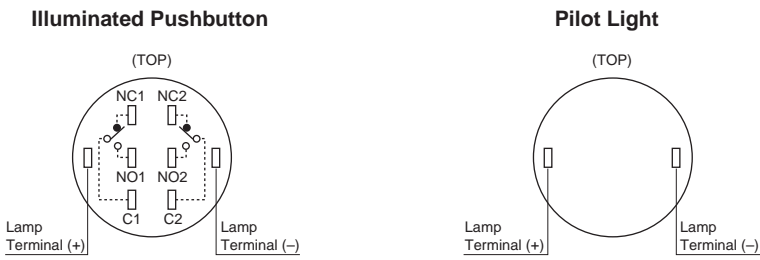 Illuminated Pushbutton
(TOP)
NC1 NC2
NO1 NO2
C1 C2
Lamp
Terminal (+)
Lamp
Terminal (–)
Pilot Light
(TOP)
Lamp
Terminal (+)
Lamp
Terminal (–)